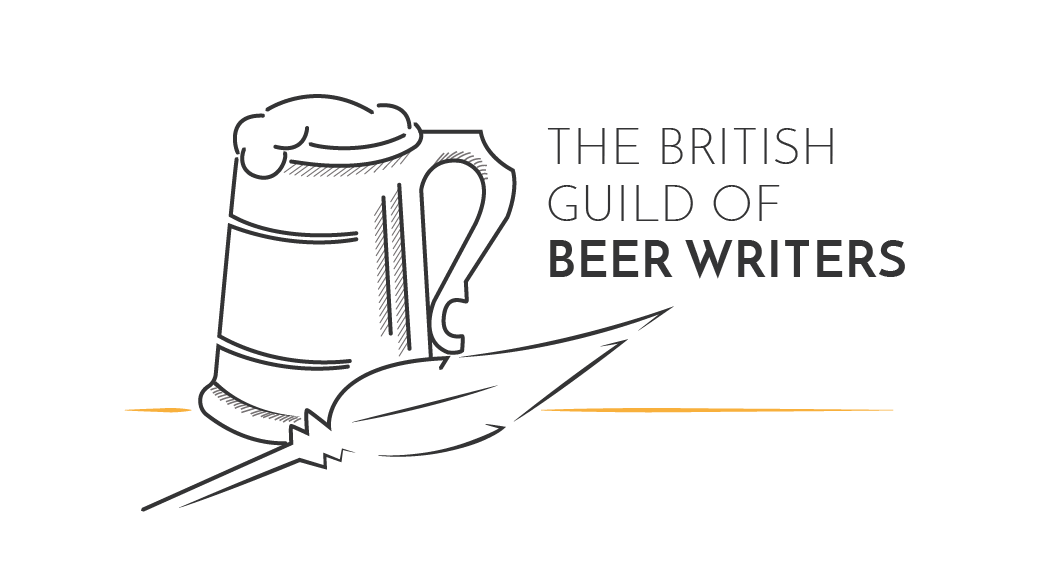 THE BRITISH
GUILD OF
BEER WRITERS